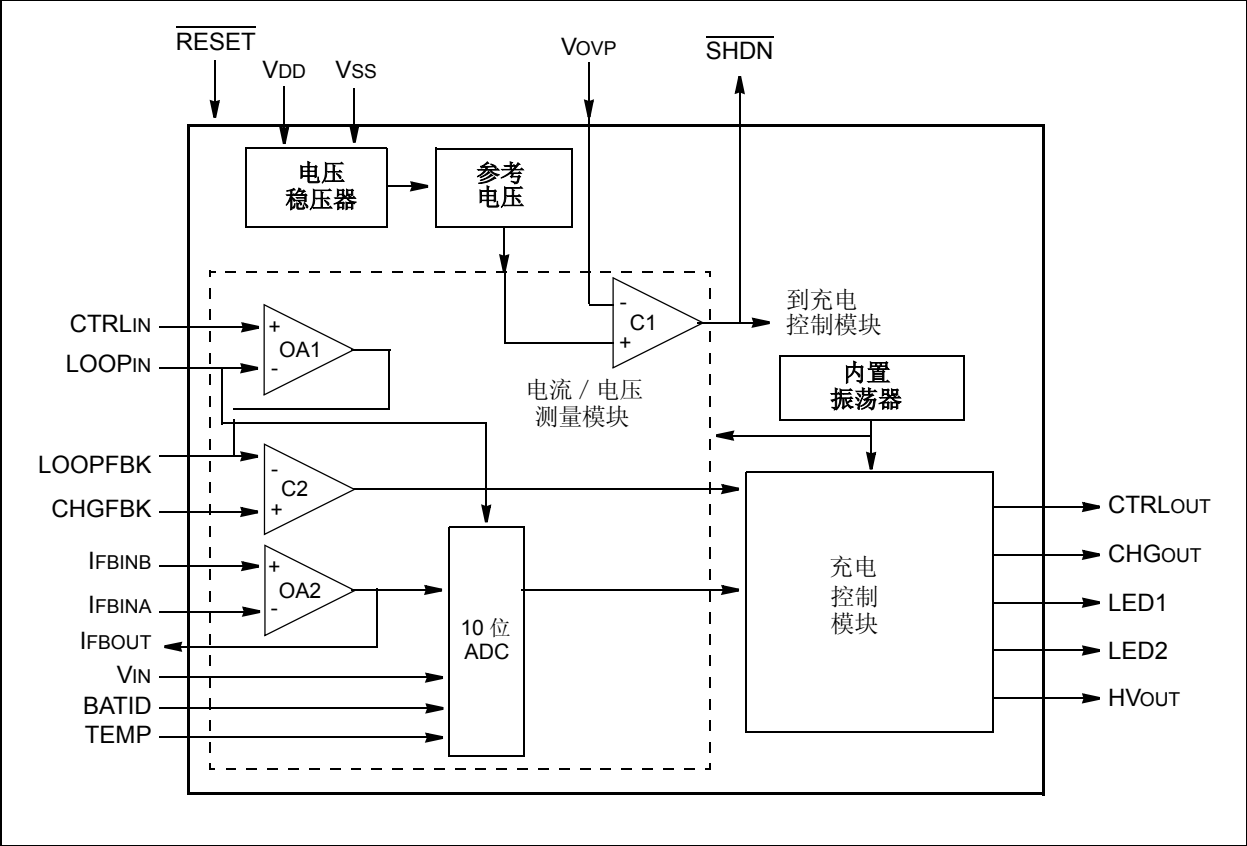 RESET
VDD
VSS
VOVP
SHDN
电压
稳压器
参考
电压
-
C1
+
到充电
控制模块
CTRLIN
LOOPIN
+
OA1
-
电流 / 电压
测量模块
内置
振荡器
LOOPFBK
CHGFBK
-
C2
+
IFBINB
IFBINA
IFBOUT
+
OA2
-
10 位
ADC
VIN
BATID
TEMP
充电
控制
模块
CTRLOUT
CHGOUT
LED1
LED2
HVOUT